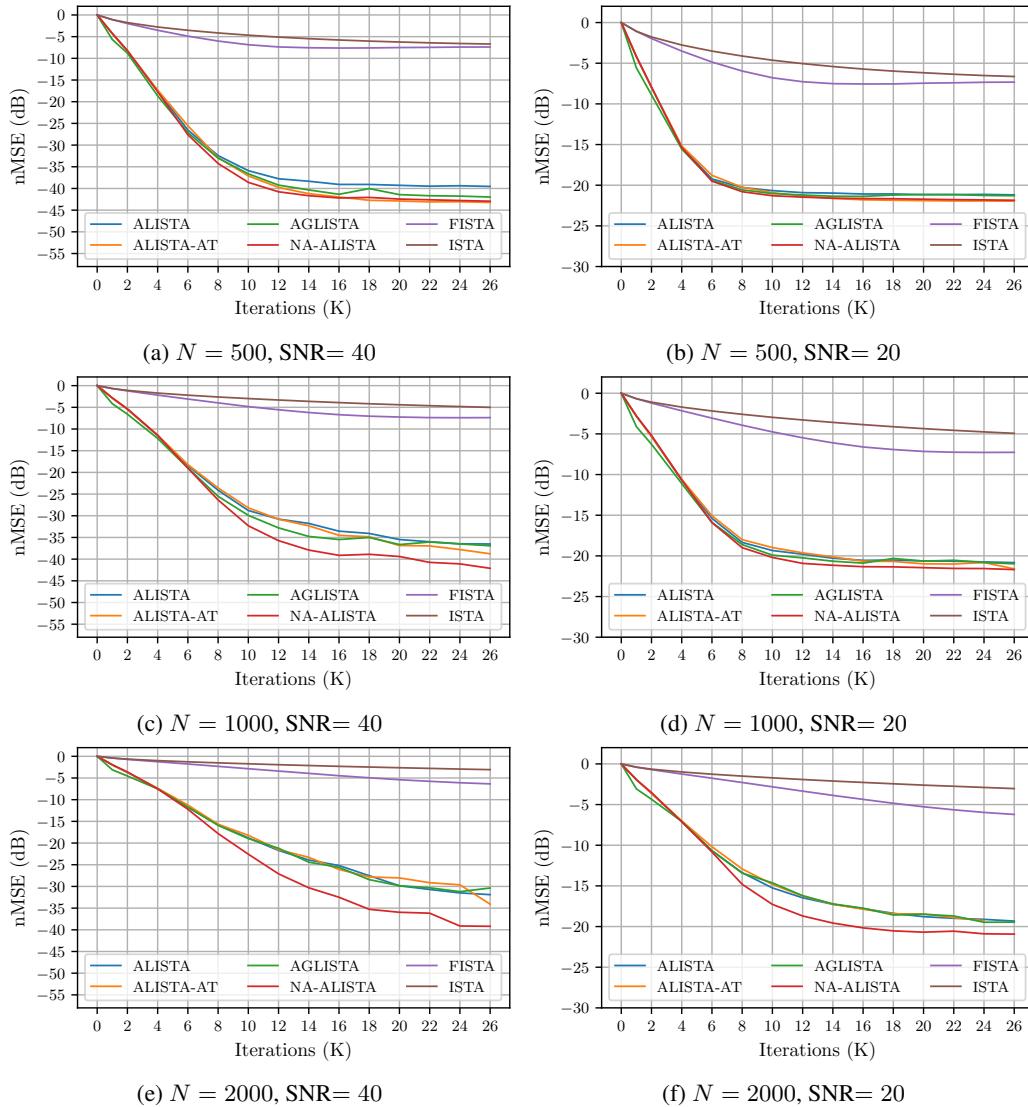 0
−5
−10
−15
−20
−25
−30
−35
−40
−45
−50
−55
nMSE (dB)
ALISTA AGLISTA FISTA
ALISTA-AT NA-ALISTA ISTA
0 2 4 6 8 10 12 14 16 18 20 22 24 26
Iterations (K)
(a) N = 500, SNR= 40
0
−5
−10
−15
−20
−25
−30
nMSE (dB)
ALISTA AGLISTA FISTA
ALISTA-AT NA-ALISTA ISTA
0 2 4 6 8 10 12 14 16 18 20 22 24 26
Iterations (K)
(b) N = 500, SNR= 20
0
−5
−10
−15
−20
−25
−30
−35
−40
−45
−50
−55
nMSE (dB)
ALISTA AGLISTA FISTA
ALISTA-AT NA-ALISTA ISTA
0 2 4 6 8 10 12 14 16 18 20 22 24 26
Iterations (K)
(c) N = 1000, SNR= 40
0
−5
−10
−15
−20
−25
−30
nMSE (dB)
ALISTA AGLISTA FISTA
ALISTA-AT NA-ALISTA ISTA
0 2 4 6 8 10 12 14 16 18 20 22 24 26
Iterations (K)
(d) N = 1000, SNR= 20
0
−5
−10
−15
−20
−25
−30
−35
−40
−45
−50
−55
nMSE (dB)
ALISTA AGLISTA FISTA
ALISTA-AT NA-ALISTA ISTA
0 2 4 6 8 10 12 14 16 18 20 22 24 26
Iterations (K)
(e) N = 2000, SNR= 40
0
−5
−10
−15
−20
−25
−30
nMSE (dB)
ALISTA AGLISTA FISTA
ALISTA-AT NA-ALISTA ISTA
0 2 4 6 8 10 12 14 16 18 20 22 24 26
Iterations (K)
(f) N = 2000, SNR= 20